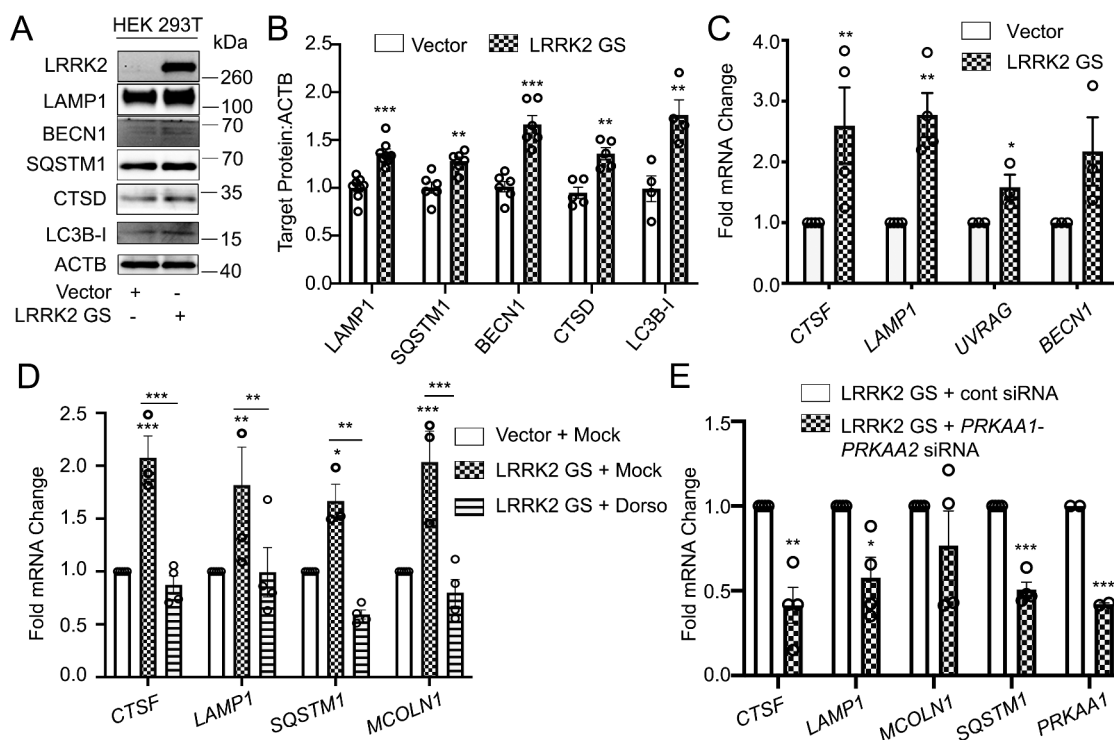 A
HEK 293T
kDa
LRRK2
260
LAMP1
100
BECN1
70
SQSTM1
70
CTSD
35
LC3B-I
15
ACTB
40
Vector + -
LRRK2 GS - +
B
Vector
LRRK2 GS
Target Protein:ACTB
2.5
2.0
1.5
1.0
0.5
0.0
***
**
***
**
**
LAMP1
SQSTM1
BECN1
CTSD
LC3B-I
C
Vector
LRRK2 GS
Fold mRNA Change
4.0
3.0
2.0
1.0
0.0
**
**
*
CTSF
LAMP1
UVRAG
BECN1
D
Vector + Mock
LRRK2 GS + Mock
LRRK2 GS + Dorso
Fold mRNA Change
2.5
2.0
1.5
1.0
0.5
0.0
***
***
**
**
**
*
***
***
CTSF
LAMP1
SQSTM1
MCOLN1
E
LRRK2 GS + cont siRNA
LRRK2 GS + PRKAA1-
PRKAA2 siRNA
Fold mRNA Change
1.5
1.0
0.5
0.0
**
*
***
***
CTSF
LAMP1
MCOLN1
SQSTM1
PRKAA1